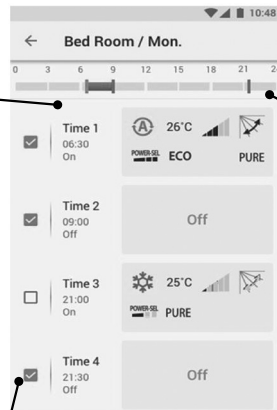 10:48
Bed Room / Mon.
0 3 6 9 12 15 18 21 2
Time 1
06:30
On
A 26°C
POWER-SEL ECO PURE
Time 2
09:00
Off
Off
Time 3
21:00
On
25°C
POWER-SEL PURE
Time 4
21:30
Off
Off